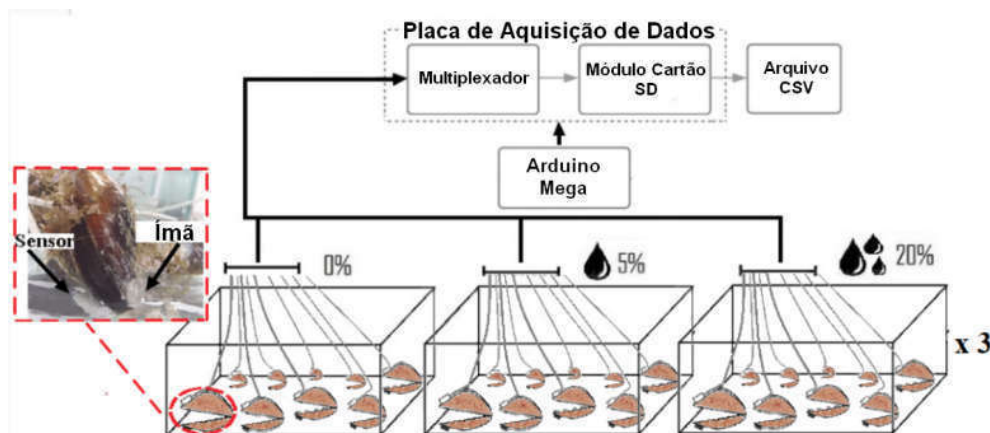 Placa de Aquisição de Dados
Multiplexador
Módulo Cartão
SD
Arquivo
CSV
Arduino
Mega
Sensor
Ímã
0%
5%
20%
x 3